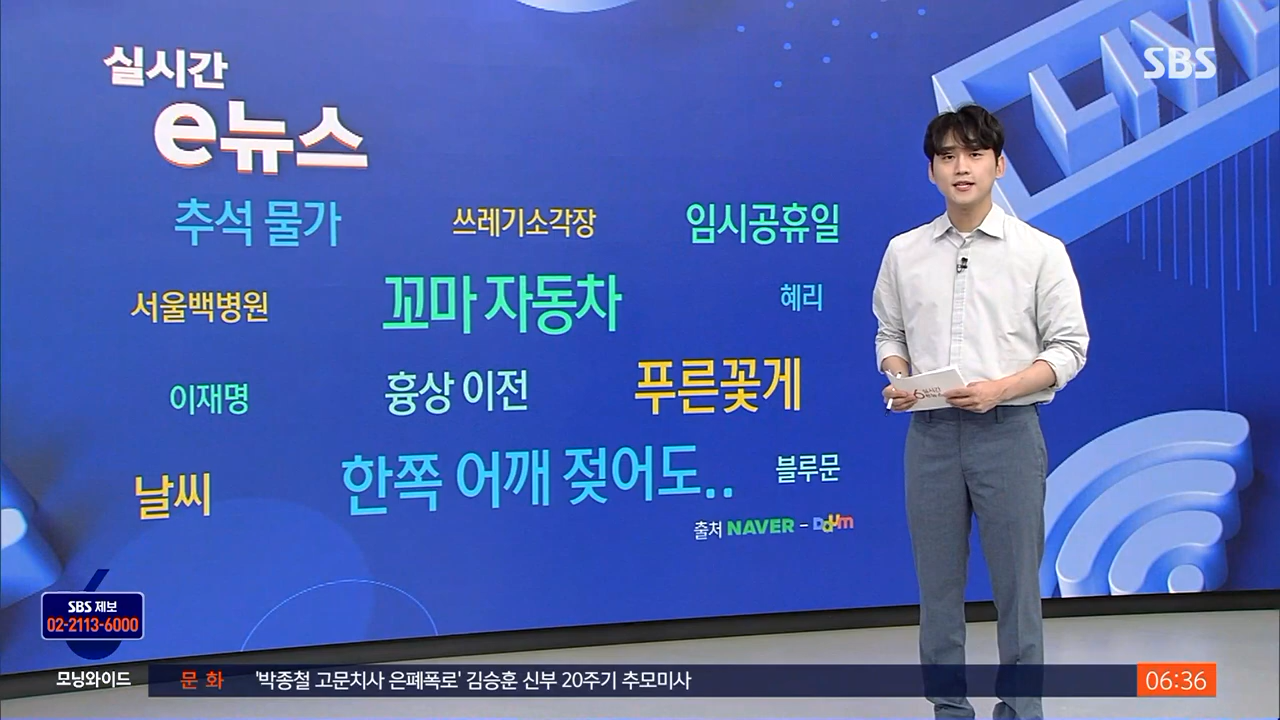 LIVE
SBS
실시간
e뉴스
추석 물가
쓰레기소각장
임시공휴일
서울백병원
꼬마 자동차
혜리
이재명
흉상 이전
푸른꽃게
날씨
한쪽 어깨 젖어도..
블루문
출처 NAVER - Daum
6
SBS 제보
02-2113-6000
모닝와이드
문 화
'박종철 고문치사 은폐폭로' 김승훈 신부 20주기 추모미사
06:36